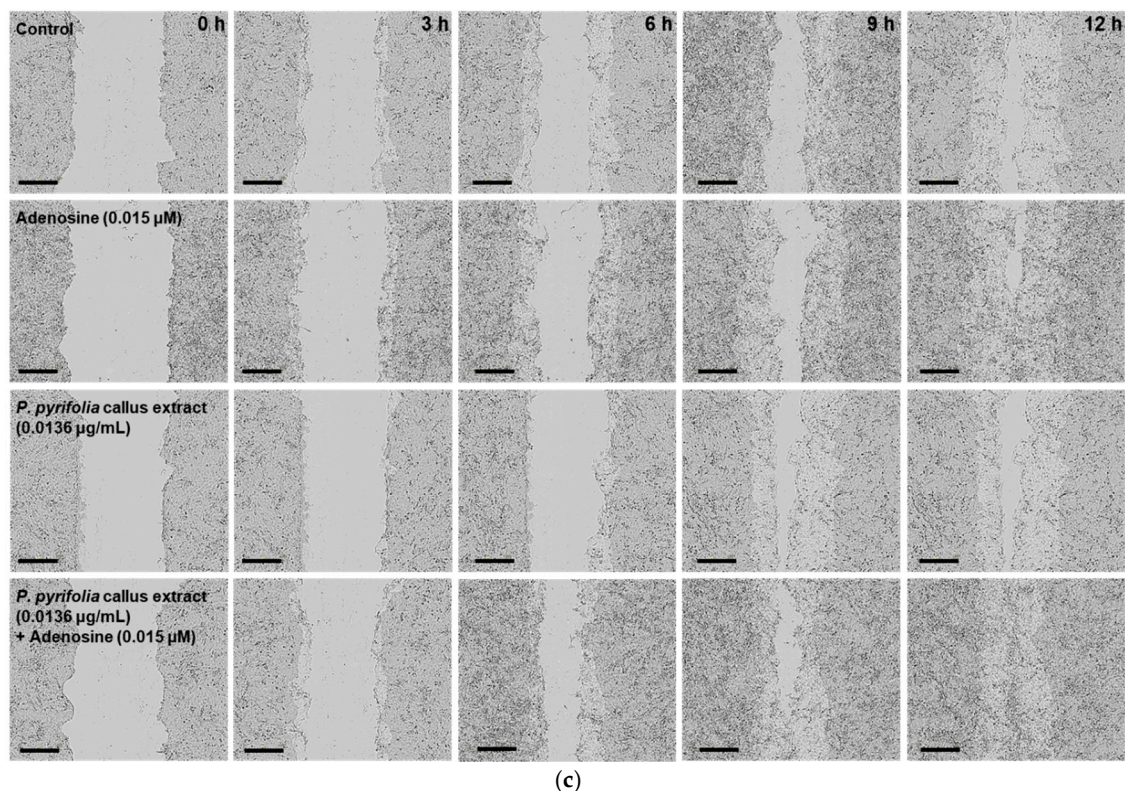 Control 0 h 3 h 6 h 9 h 12 h
Adenosine (0.015 µM)
P. pyrifolia callus extract
(0.0136 µg/mL)
P. pyrifolia callus extract
(0.0136 µg/mL)
+ Adenosine (0.015 µM)
(c)